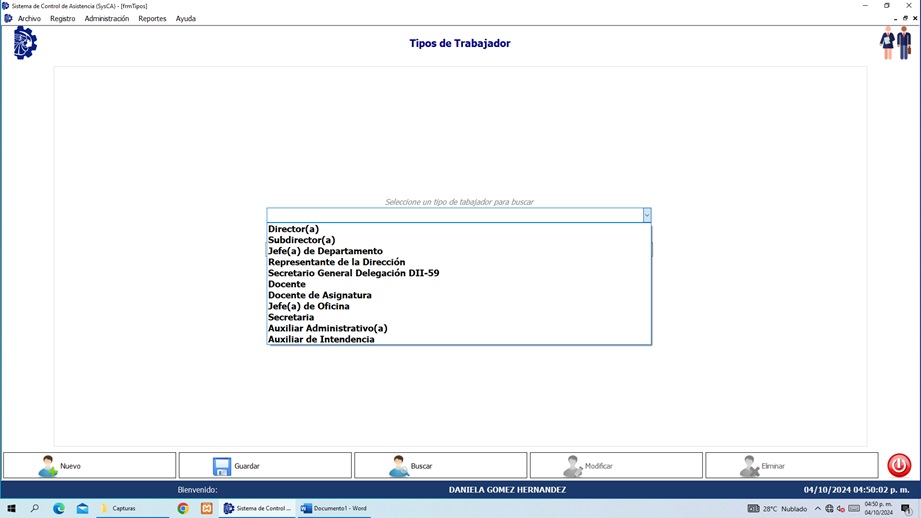 Sistema de Control de Asistencia (SysCA) - [frmTipos]
Archivo Registro Administración Reportes Ayuda
Tipos de Trabajador
Seleccione un tipo de tabajador para buscar
Director(a)
Subdirector(a)
Jefe(a) de Departamento
Representante de la Dirección
Secretario General Delegación DII-59
Docente
Docente de Asignatura
Jefe(a) de Oficina
Secretaria
Auxiliar Administrativo(a)
Auxiliar de Intendencia
Nuevo Guardar Buscar Modificar Eliminar
Bienvenido: DANIELA GOMEZ HERNANDEZ 04/10/2024 04:50:02 p. m.
Capturas Sistema de Control ... Documento1 - Word 28°C Nublado 04:50 p. m.
04/10/2024